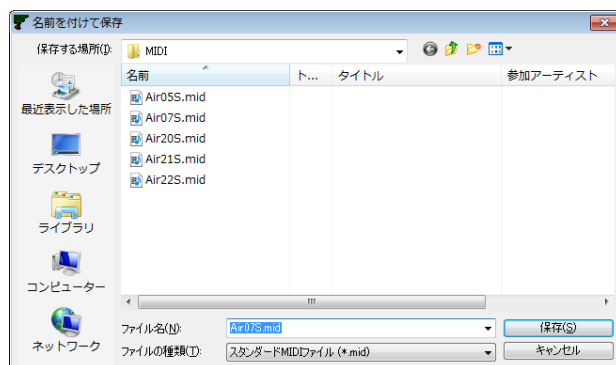 名前を付けて保存
保存する場所(I):
MIDI
名前
ト...
タイトル
参加アーティスト
最近表示した場所
デスクトップ
ライブラリ
コンピューター
ネットワーク
Air05S.mid
Air07S.mid
Air20S.mid
Air21S.mid
Air22S.mid
ファイル名(N):
Air07S.mid
保存(S)
ファイルの種類(T):
スタンダードMIDIファイル (*.mid)
キャンセル